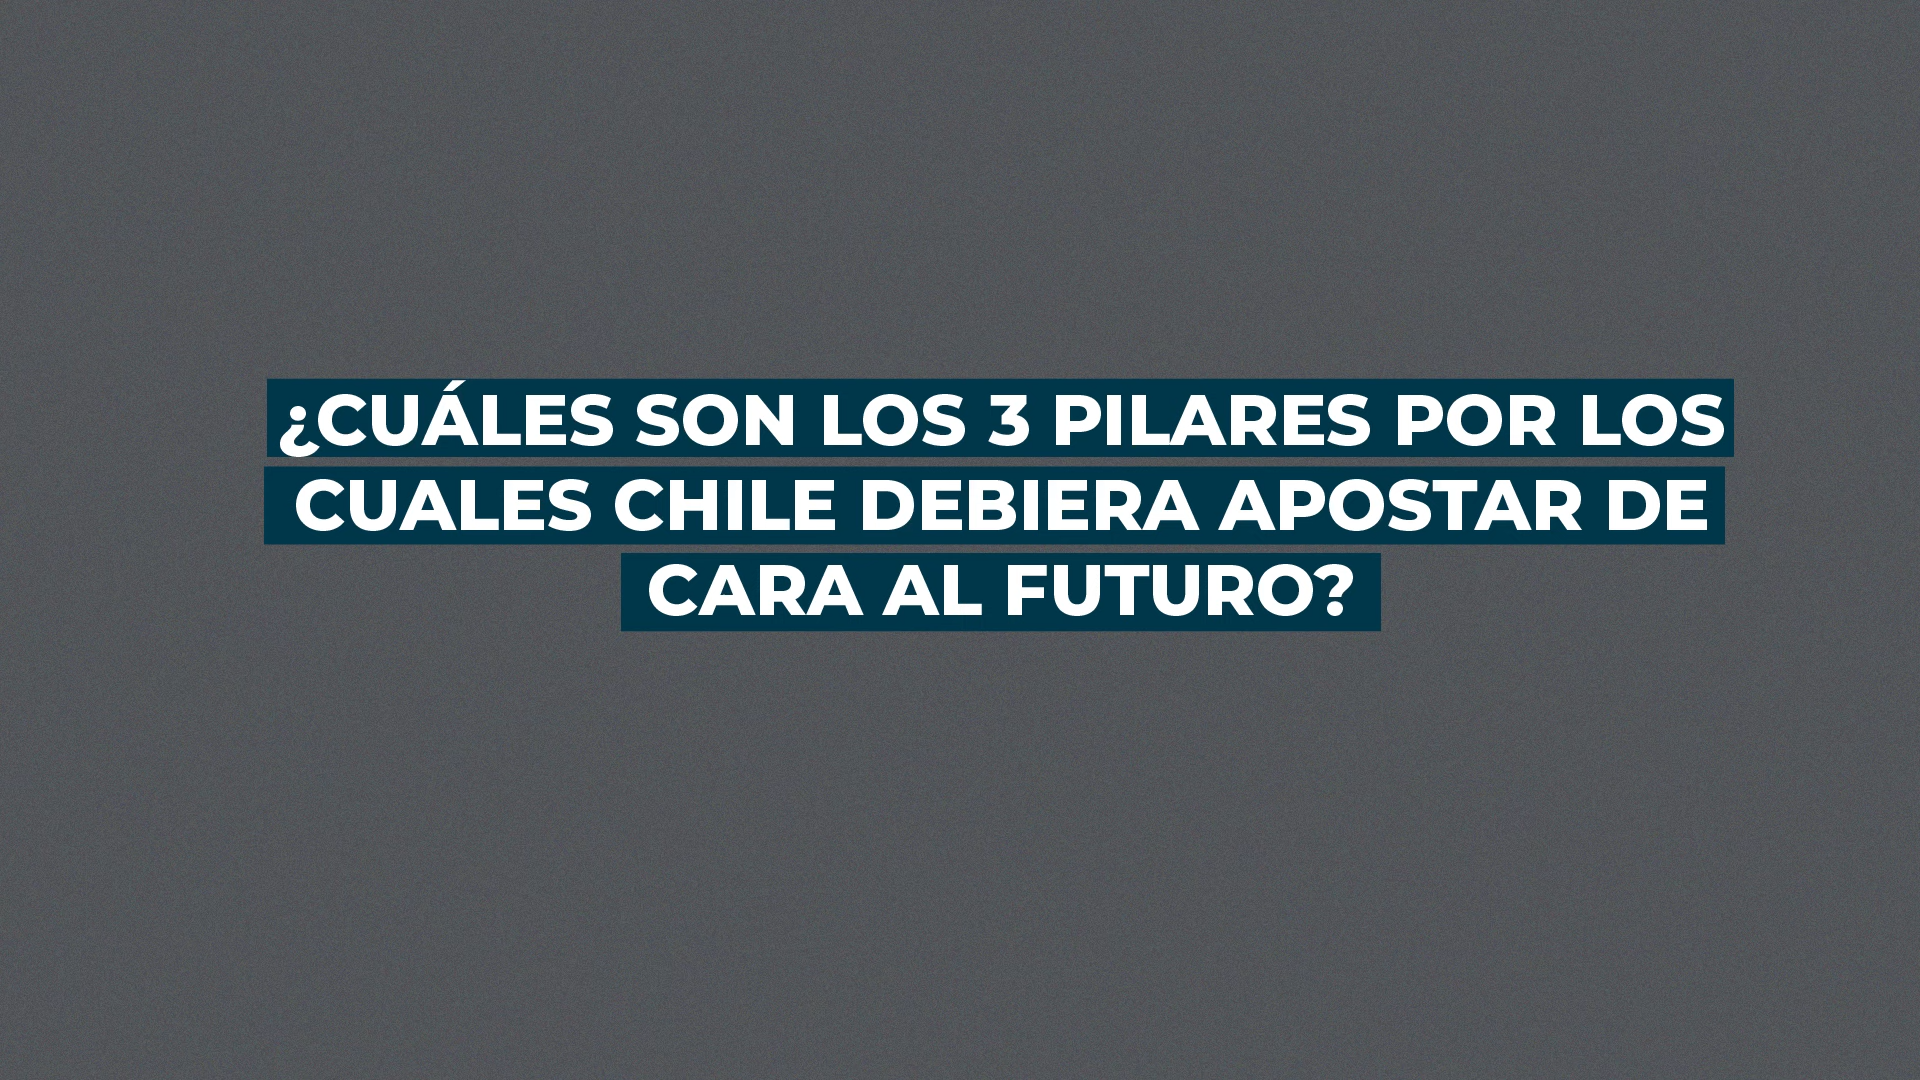 ¿CUÁLES SON LOS 3 PILARES POR LOS
CUALES CHILE DEBIERA APOSTAR DE
CARA AL FUTURO?